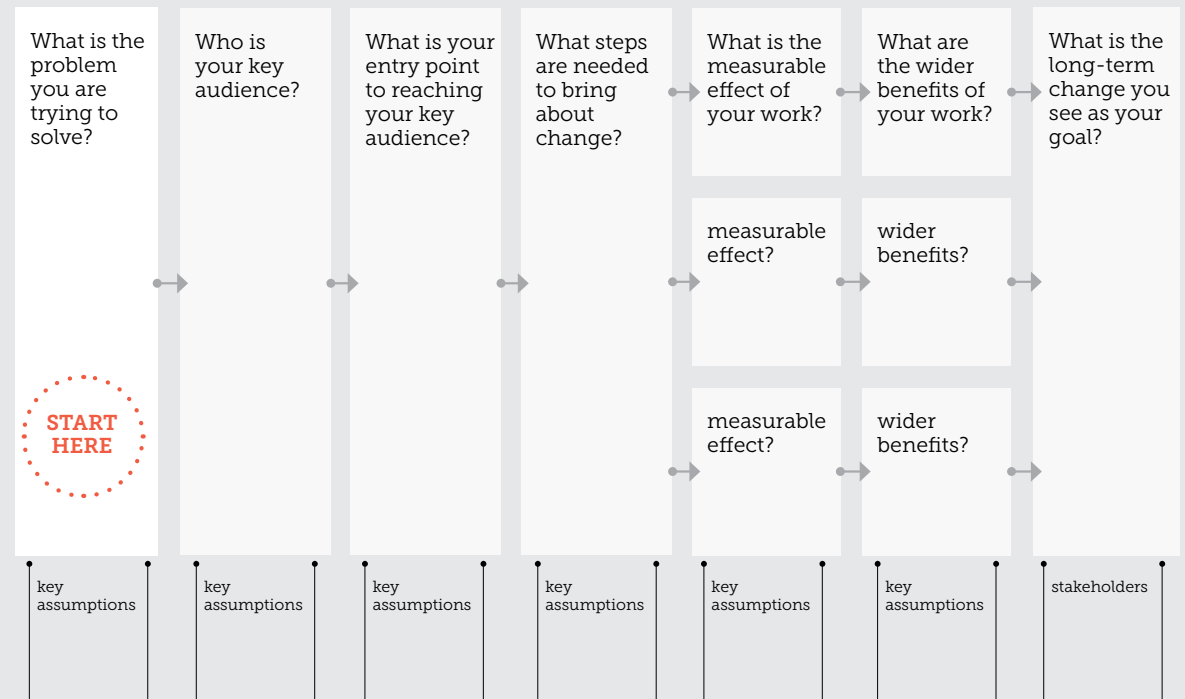 What is the
problem
you are
trying to
solve?
START
HERE
Who is
your key
audience?
What is your
entry point
to reaching
your key
audience?
What steps
are needed
to bring
about
change?
What is the
measurable
effect of
your work?
measurable
effect?
measurable
effect?
What are
the wider
benefits of
your work?
wider
benefits?
wider
benefits?
What is the
long-term
change you
see as your
goal?
key
assumptions
key
assumptions
key
assumptions
key
assumptions
key
assumptions
key
assumptions
stakeholders